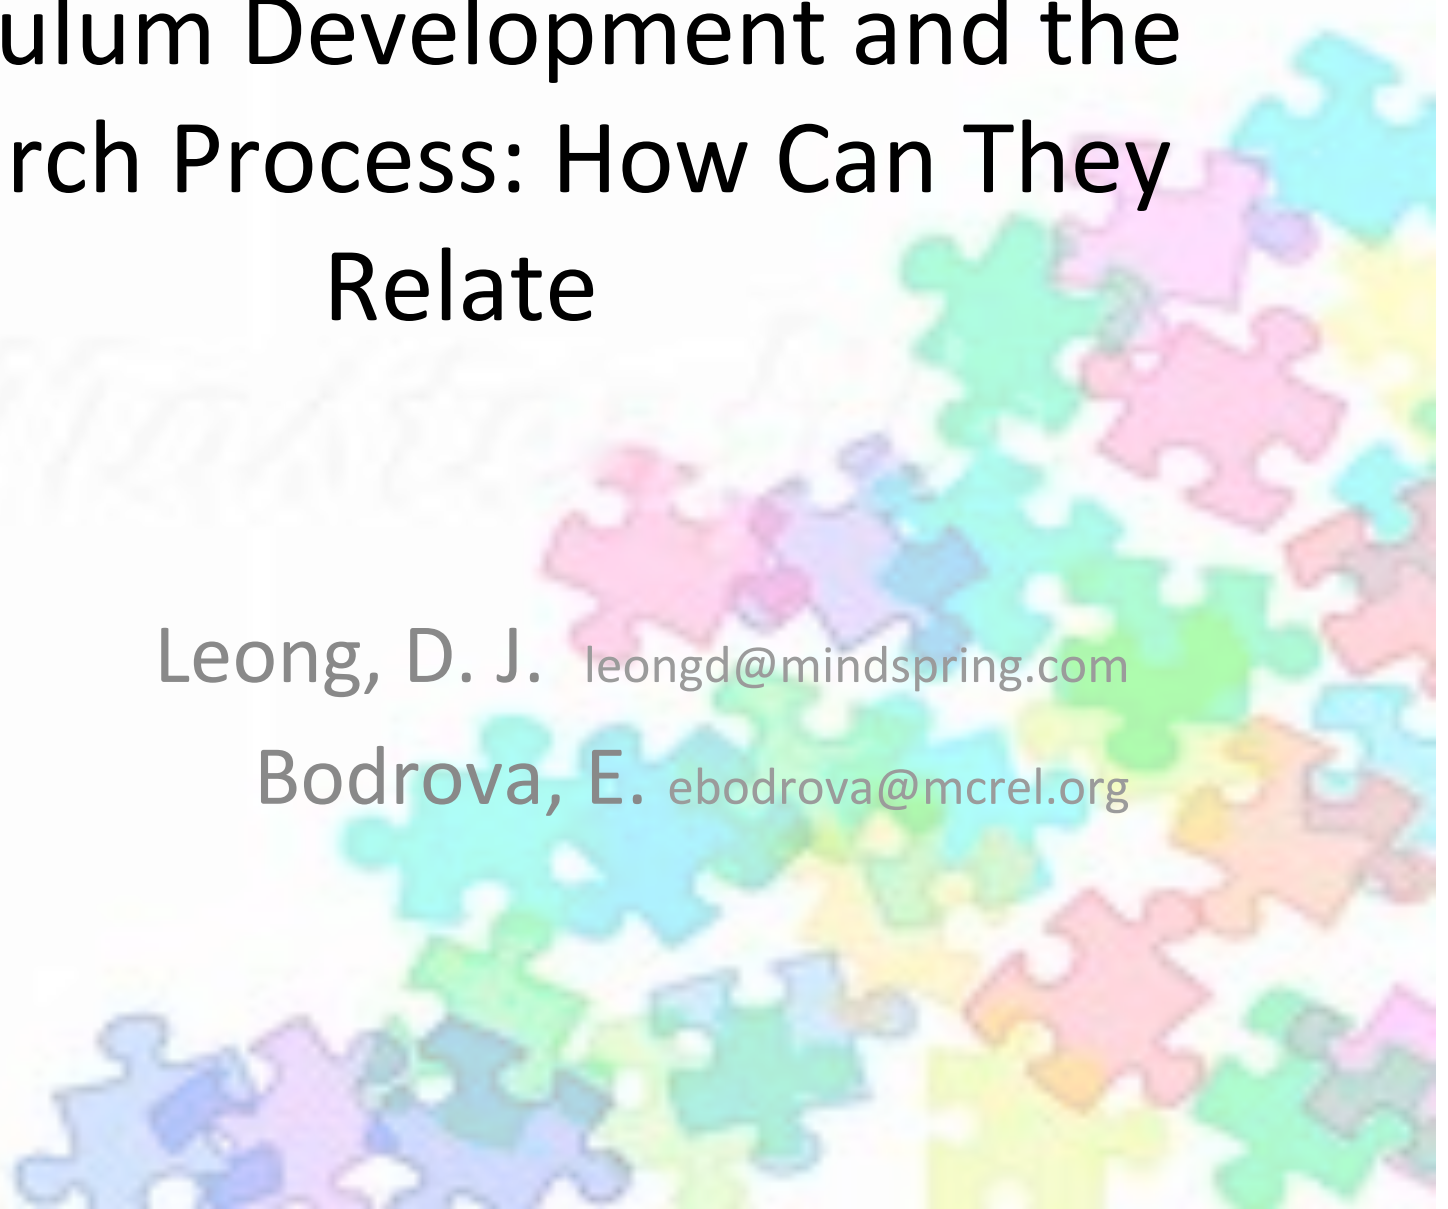 ulum Development and the
rch Process: How Can They
Relate
Leong, D. J. leongd@mindspring.com
Bodrova, E. ebodrova@mcrel.org